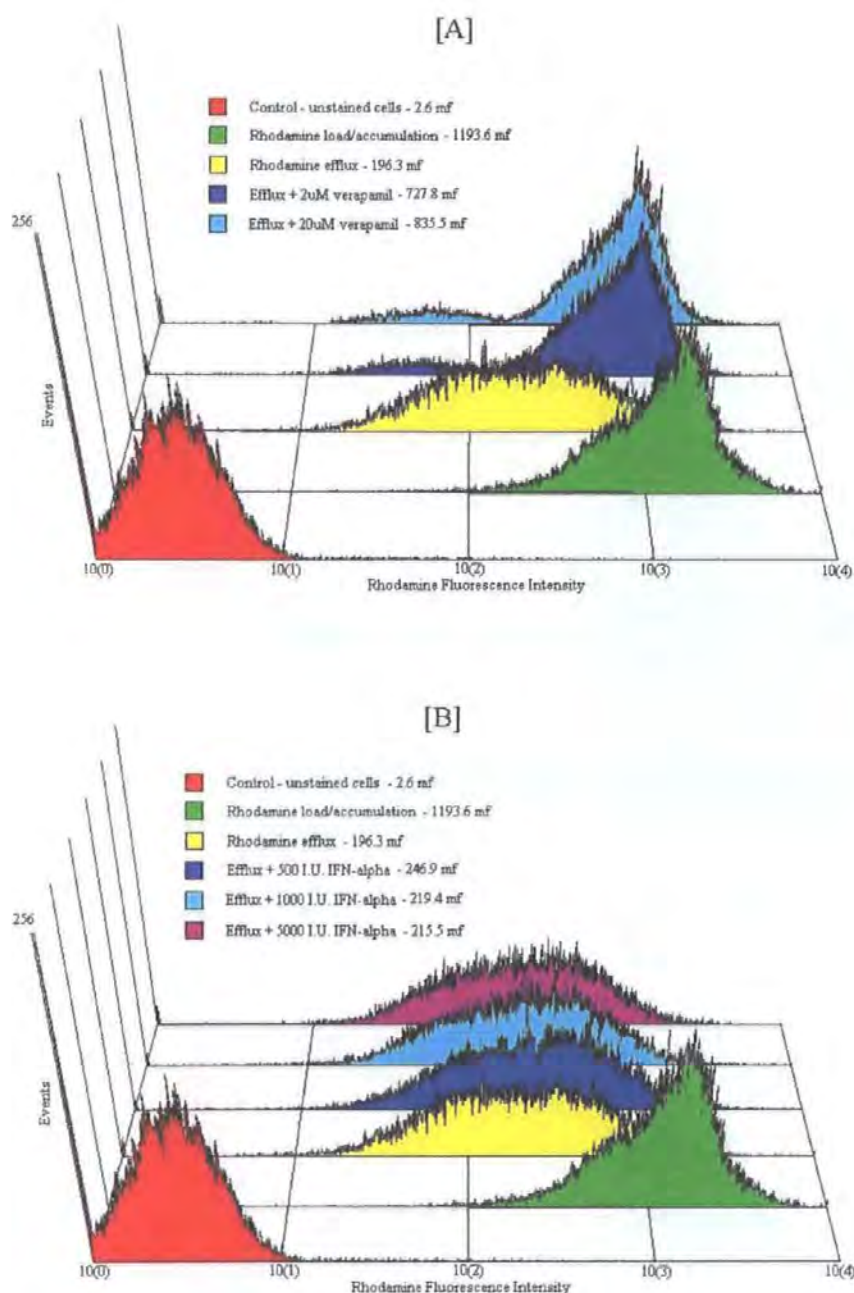 [A]
Control - unstained cells - 2.6 mf
Rhodamine load/accumulation - 1193.6 mf
Rhodamine efflux - 196.3 mf
Efflux + 2uM verapamil - 727.8 mf
Efflux + 20uM verapamil - 835.5 mf
256
Events
10(0) 10(1) 10(2) 10(3) 10(4)
Rhodamine Fluorescence Intensity
[B]
Control - unstained cells - 2.6 mf
Rhodamine load/accumulation - 1193.6 mf
Rhodamine efflux - 196.3 mf
Efflux + 500 I.U. IFN-alpha - 246.9 mf
Efflux + 1000 I.U. IFN-alpha - 219.4 mf
Efflux + 5000 I.U. IFN-alpha - 215.5 mf
256
Events
10(0) 10(1) 10(2) 10(3) 10(4)
Rhodamine Fluorescence Intensity